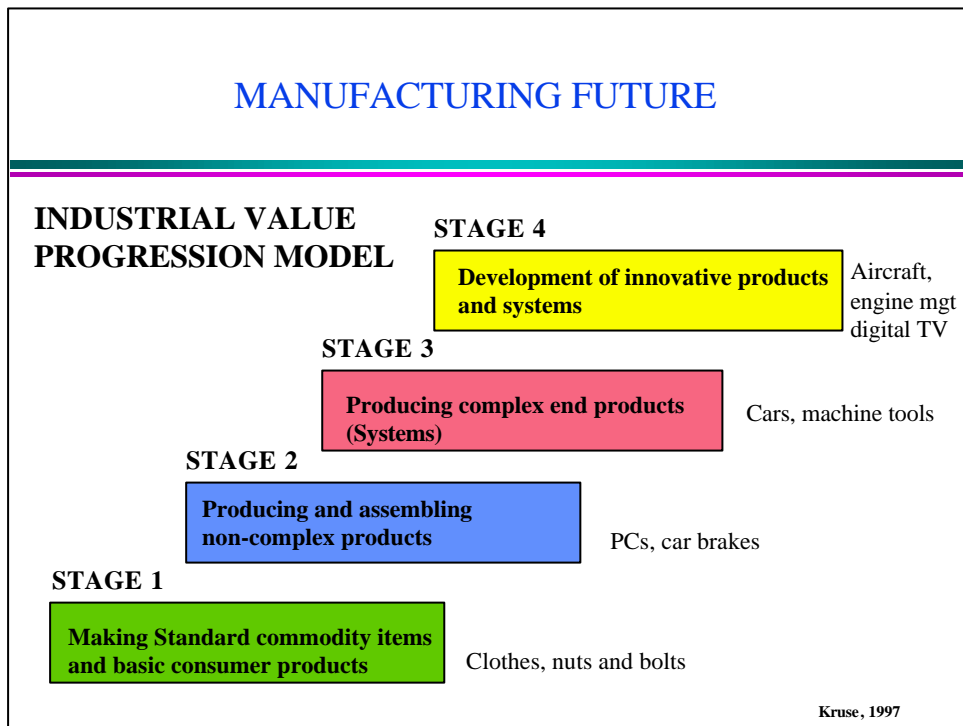 MANUFACTURING FUTURE
INDUSTRIAL VALUE
PROGRESSION MODEL
STAGE 4
Development of innovative products
and systems
Aircraft,
engine mgt
digital TV
STAGE 3
Producing complex end products
(Systems)
Cars, machine tools
STAGE 2
Producing and assembling
non-complex products
PCs, car brakes
STAGE 1
Making Standard commodity items
and basic consumer products
Clothes, nuts and bolts
Kruse, 1997